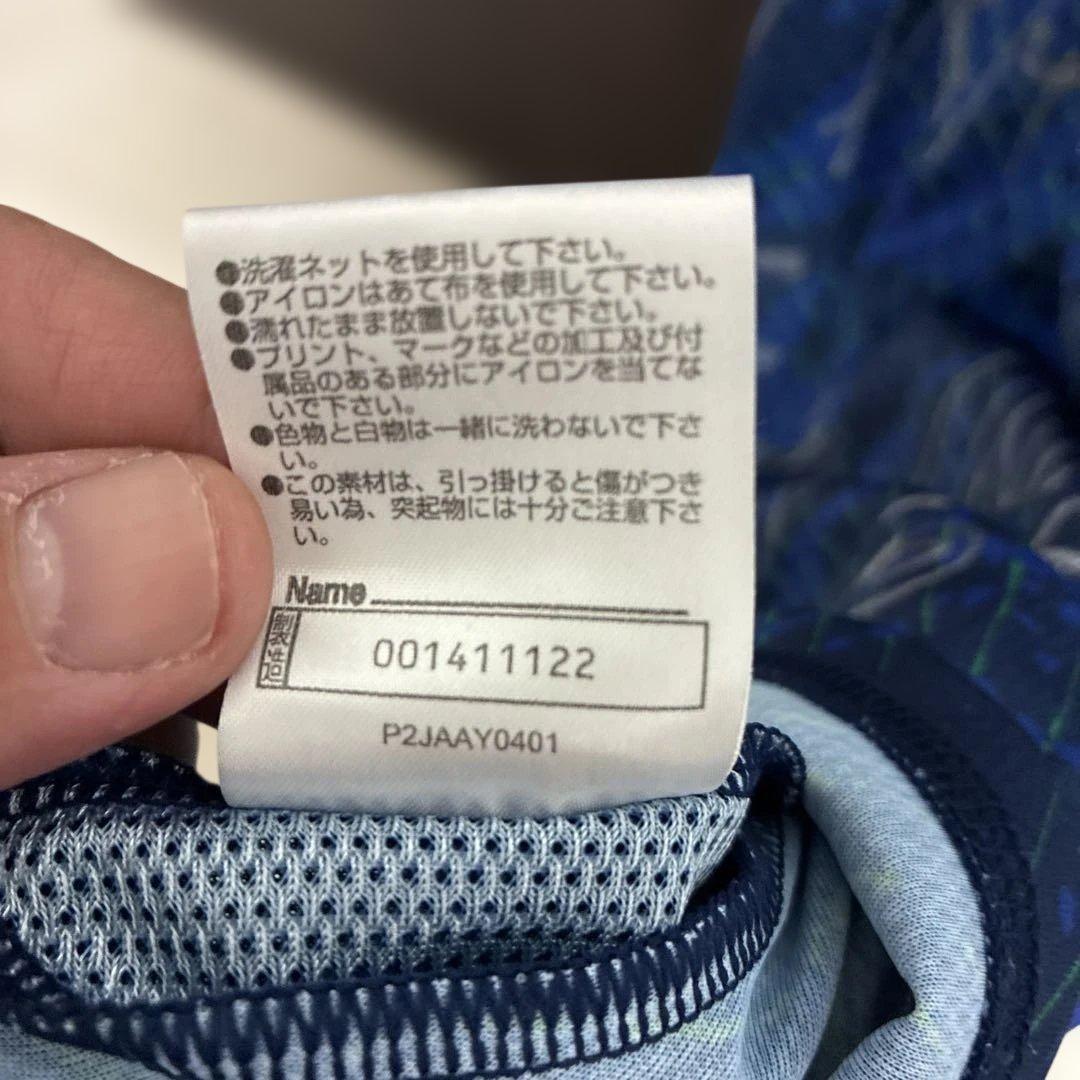 ●洗濯ネットを使用して下さい。
●アイロンはあて布を使用して下さい。
●濡れたまま放置しないで下さい。
●プリント、マークなどの加工及び付
属品のある部分にアイロンを当てな
いで下さい。
●色物と白物は一緒に洗わないで下さ
い。
●この素材は、引っ掛けると傷がつき
易い為、突起物には十分ご注意下さ
い。
Name
製造 001411122
P2JAAY0401